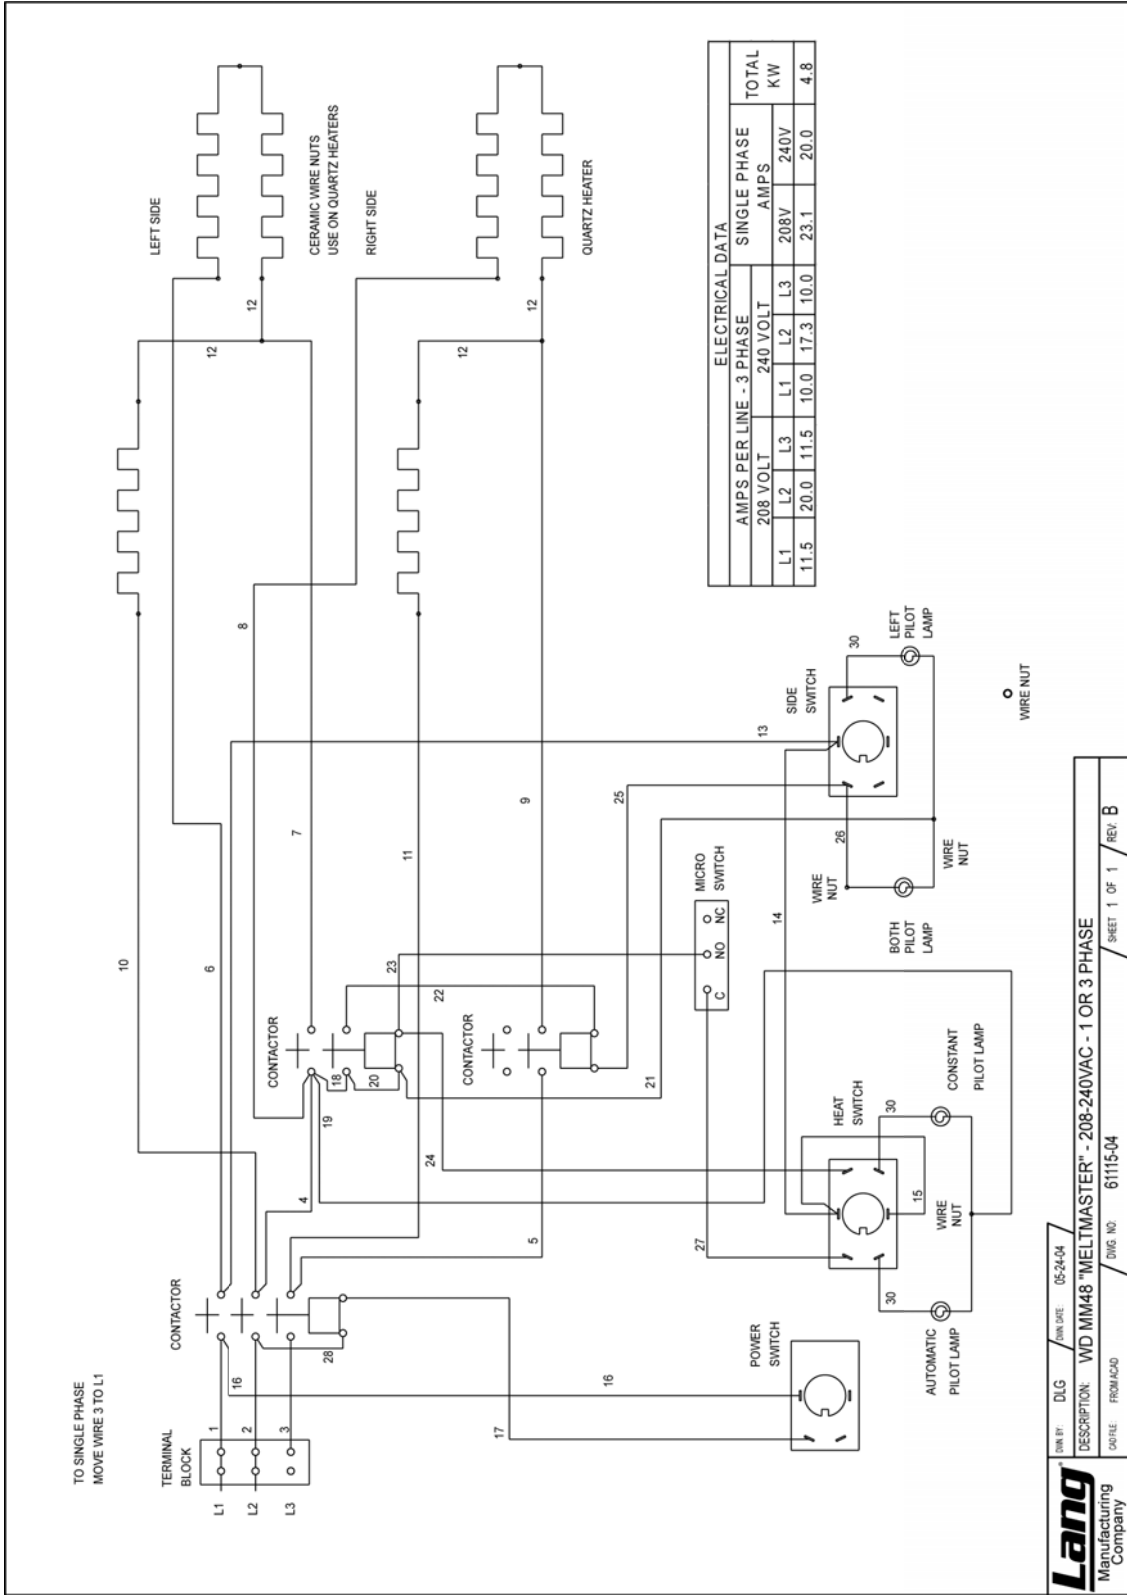 TO SINGLE PHASE
MOVE WIRE 3 TO L1
TERMINAL
BLOCK
L1
L2
L3
1
2
3
16
28
CONTACTOR
4
5
6
10
16
17
POWER
SWITCH
CONTACTOR
18
19
20
21
22
23
24
CONTACTOR
7
8
9
11
25
LEFT SIDE
12
12
CERAMIC WIRE NUTS
USE ON QUARTZ HEATERS
RIGHT SIDE
12
12
QUARTZ HEATER
MICRO
SWITCH
C
NO
NC
27
14
13
HEAT
SWITCH
15
30
30
WIRE
NUT
AUTOMATIC
PILOT LAMP
CONSTANT
PILOT LAMP
SIDE
SWITCH
26
30
WIRE
NUT
WIRE
NUT
BOTH
PILOT
LAMP
LEFT
PILOT
LAMP
WIRE NUT
ELECTRICAL DATA
AMPS PER LINE - 3 PHASE
SINGLE PHASE
AMPS
TOTAL
KW
208 VOLT
240 VOLT
L1 L2 L3 L1 L2 L3 208V 240V
11.5 20.0 11.5 10.0 17.3 10.0 23.1 20.0 4.8
Lang®
Manufacturing
Company
DWN. BY: DLG
DWN. DATE: 05-24-04
DESCRIPTION: WD MM48 "MELTMASTER" - 208-240VAC - 1 OR 3 PHASE
CAD FILE: FROM ACAD
DWG. NO: 61115-04
SHEET 1 OF 1
REV: B